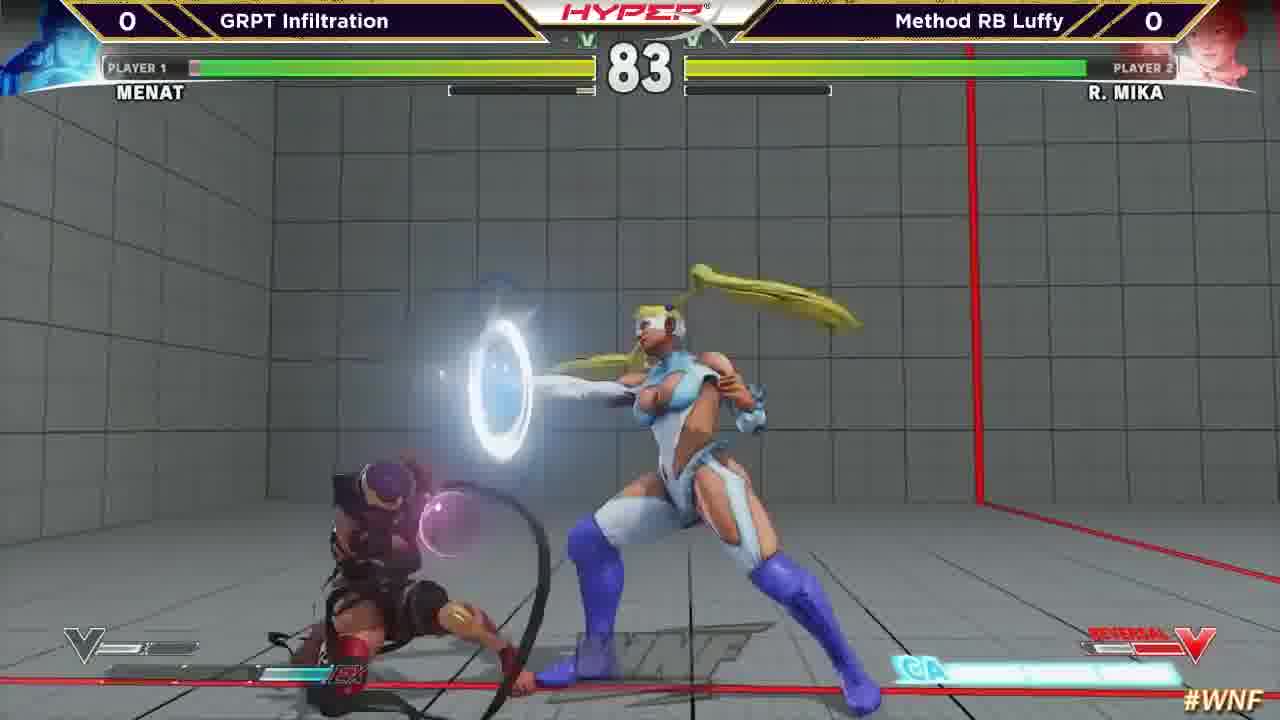 0 GRPT Infiltration
HYPERX
Method RB Luffy 0
V
V
PLAYER 1
83
PLAYER 2
MENAT
R. MIKA
WNF
REVERSAL
V
V
EX
CA
#WNF